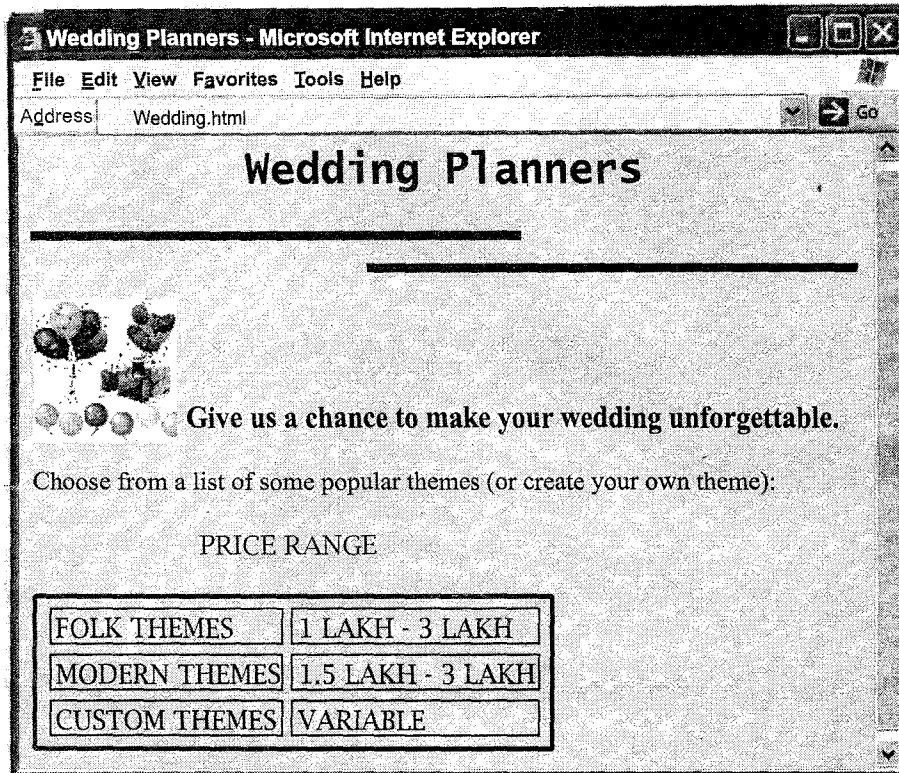 Wedding Planners - Microsoft Internet Explorer
File Edit View Favorites Tools Help
Address Wedding.html Go
Wedding Planners
Give us a chance to make your wedding unforgettable.
Choose from a list of some popular themes (or create your own theme):
PRICE RANGE
FOLK THEMES 1 LAKH - 3 LAKH
MODERN THEMES 1.5 LAKH - 3 LAKH
CUSTOM THEMES VARIABLE